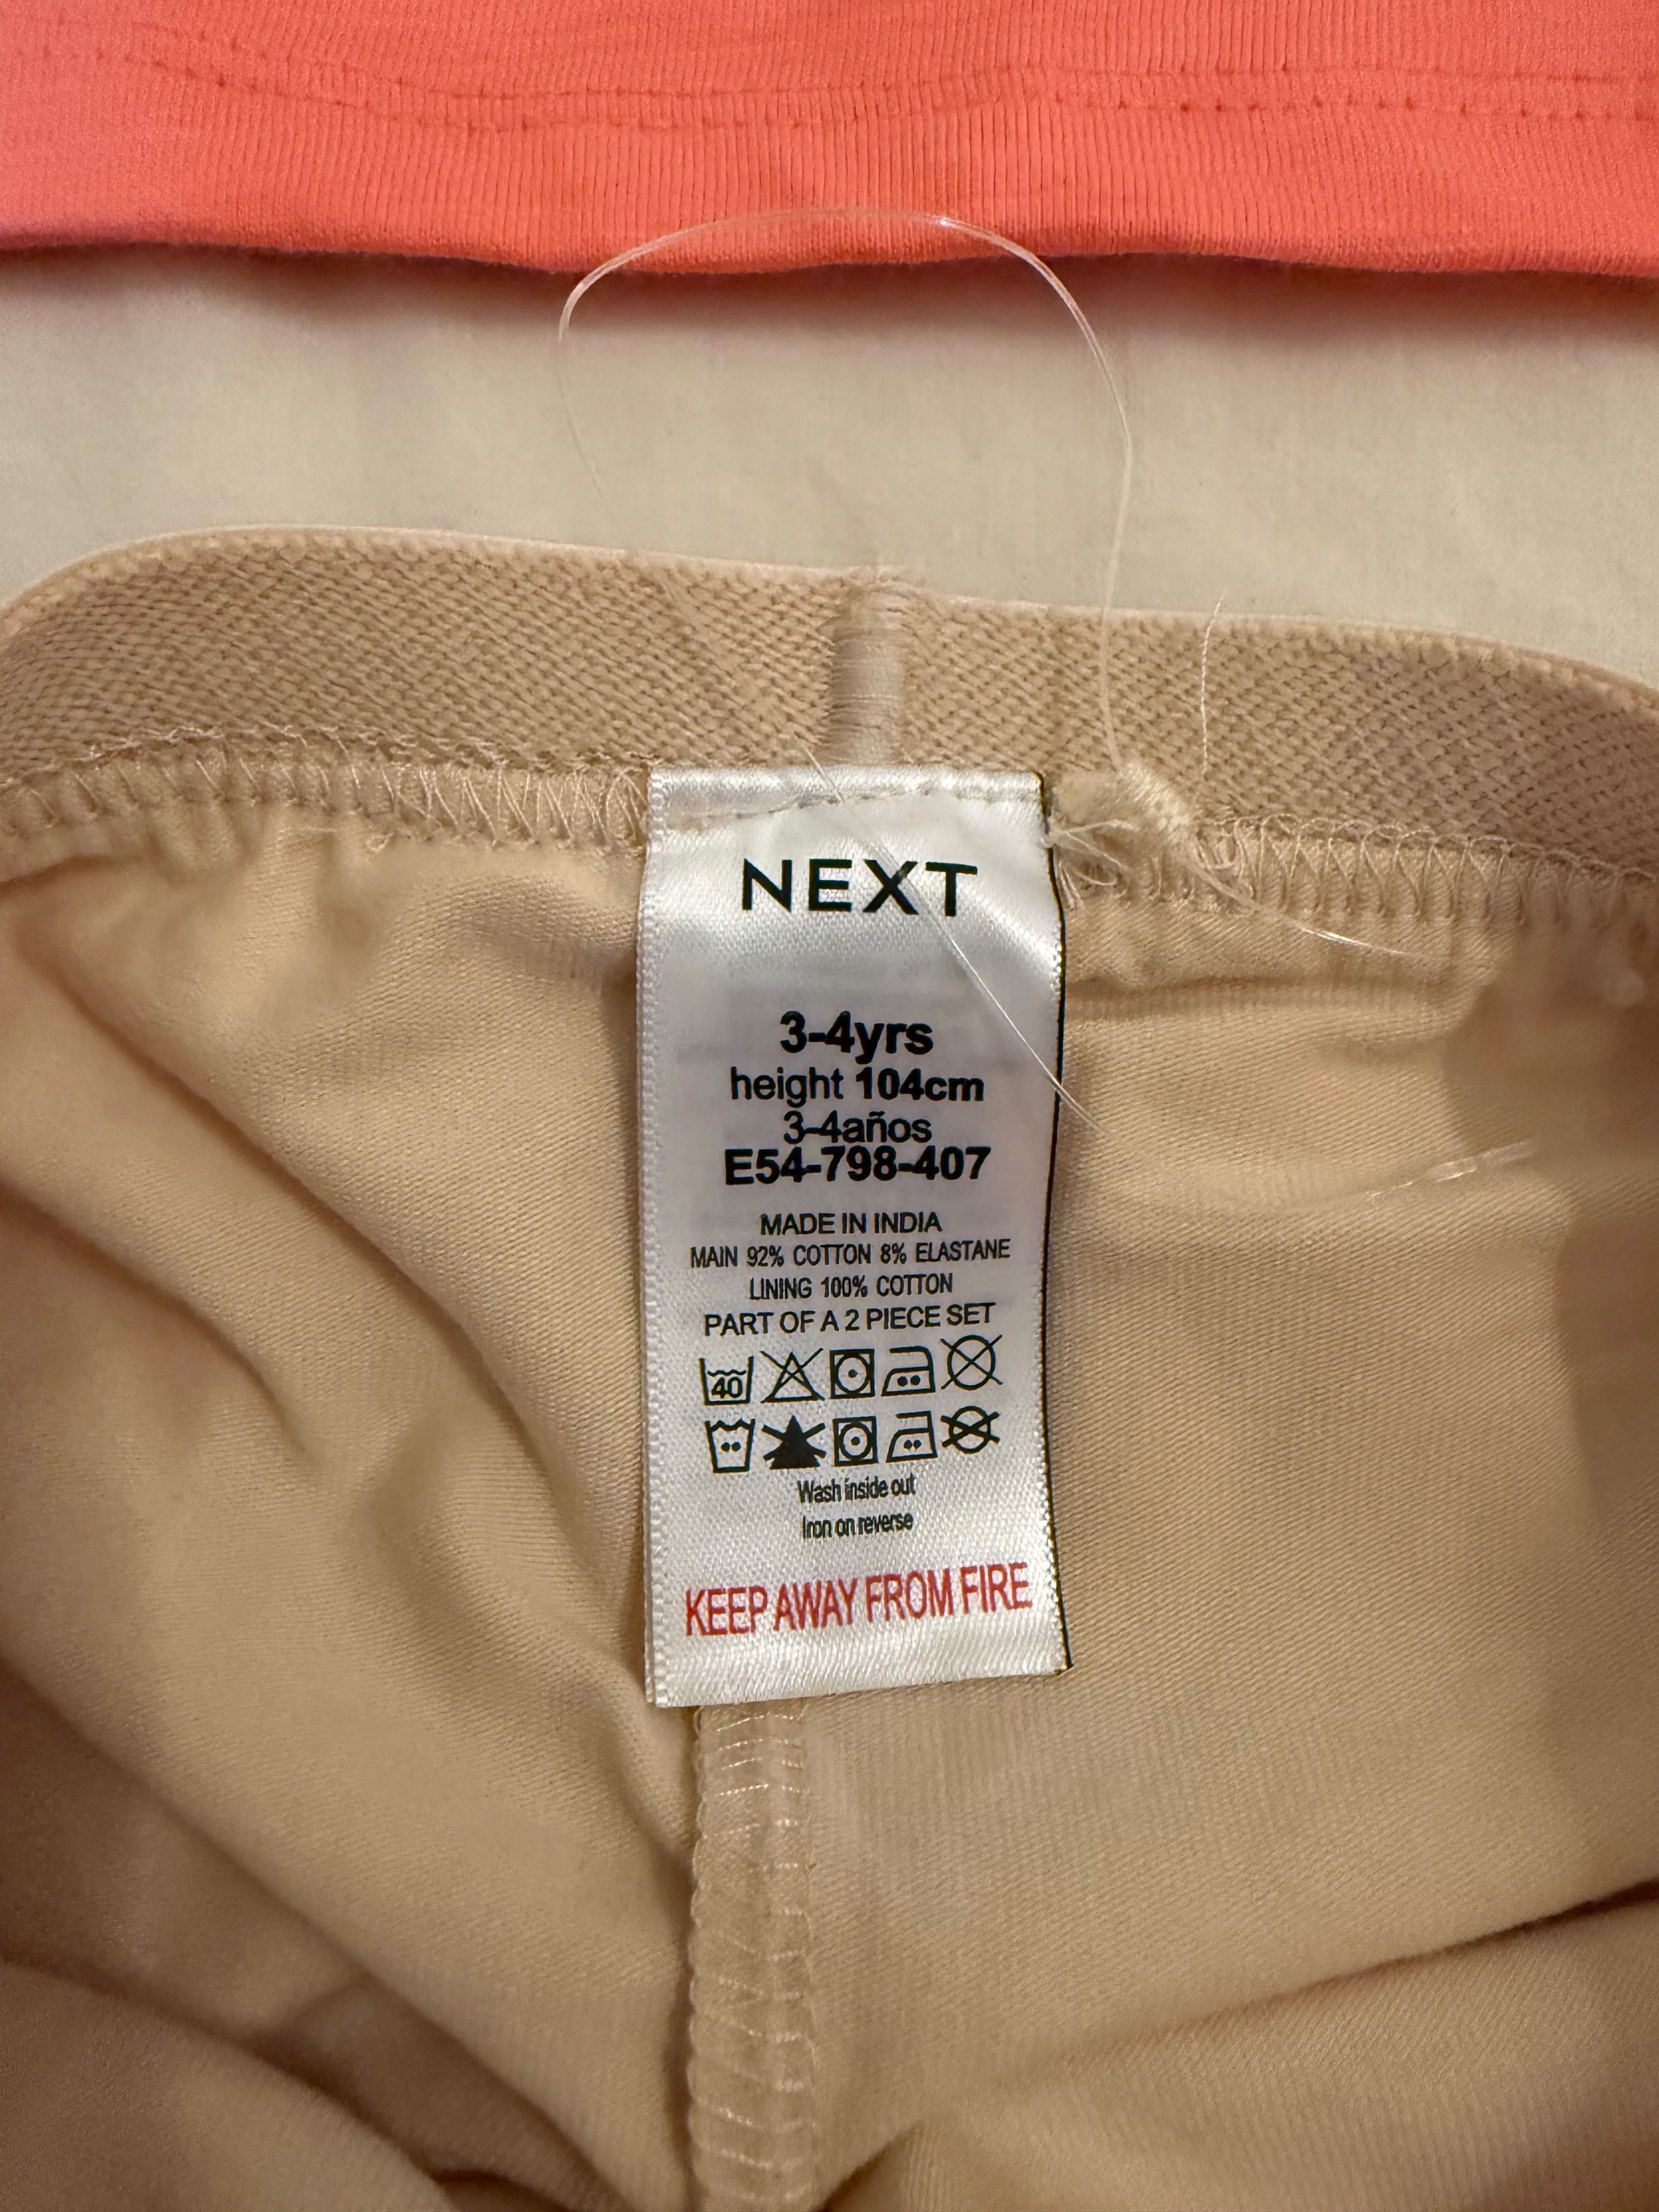 NEXT
3-4yrs
height 104cm
3-4años
E54-798-407
MADE IN INDIA
MAIN 92% COTTON 8% ELASTANE
LINING 100% COTTON
PART OF A 2 PIECE SET
40
Wash inside out
Iron on reverse
KEEP AWAY FROM FIRE